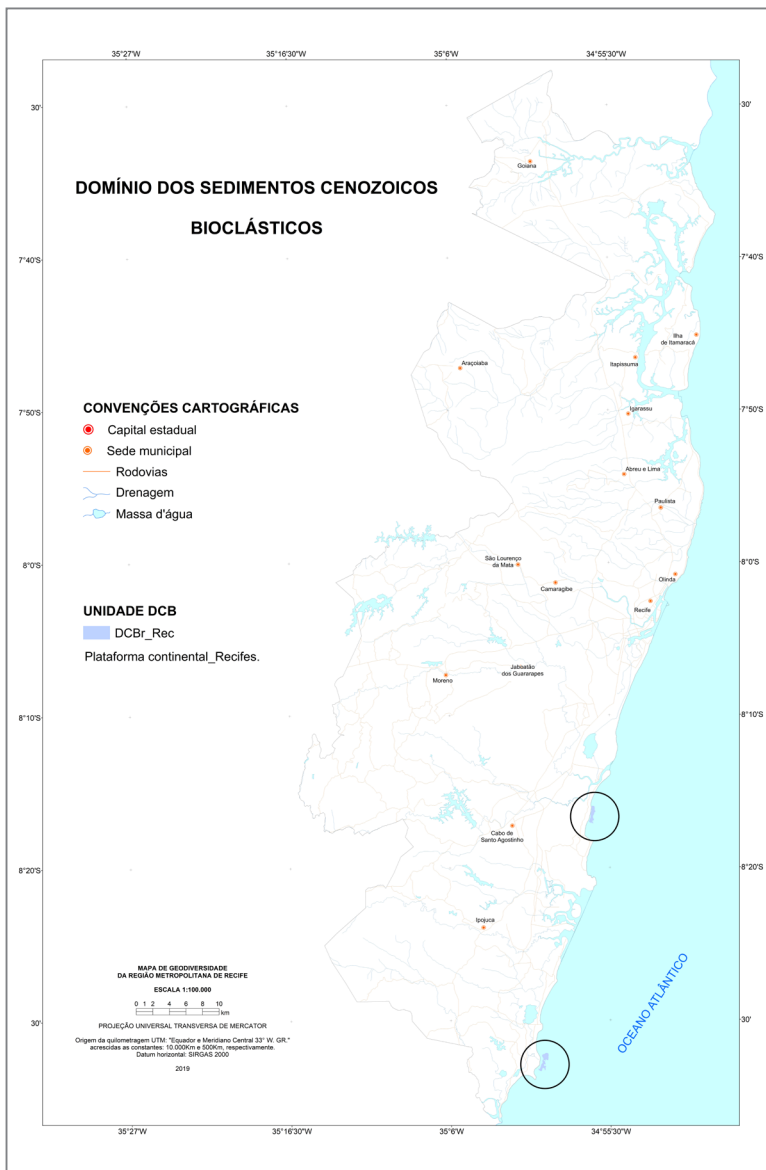 35°27'W
35°16'30"W
35°6'W
34°55'30"W
30'
30'
Goiana
DOMÍNIO DOS SEDIMENTOS CENOZOICOS
BIOCLÁSTICOS
7°40'S
7°40'S
Ilha
de Itamaracá
Itapissuma
Araçoiaba
CONVENÇÕES CARTOGRÁFICAS
Capital estadual
Sede municipal
Rodovias
Drenagem
Massa d'água
7°50'S
7°50'S
Igarassu
Abreu e Lima
Paulista
8°0'S
8°0'S
São Lourenço
da Mata
Camaragibe
Olinda
Recife
UNIDADE DCB
DCBr_Rec
Plataforma continental_Recifes.
Moreno
Jaboatão
dos Guararapes
8°10'S
8°10'S
Cabo de
Santo Agostinho
8°20'S
8°20'S
Ipojuca
OCEANO ATLÂNTICO
MAPA DE GEODIVERSIDADE
DA REGIÃO METROPOLITANA DE RECIFE
ESCALA 1:100.000
0 1 2 4 6 8 10
km
PROJEÇÃO UNIVERSAL TRANSVERSA DE MERCATOR
Origem da quilometragem UTM: "Equador e Meridiano Central 33° W. GR."
acrescidas as constantes: 10.000Km e 500Km, respectivamente.
Datum horizontal: SIRGAS 2000
2019
30'
30'
35°27'W
35°16'30"W
35°6'W
34°55'30"W